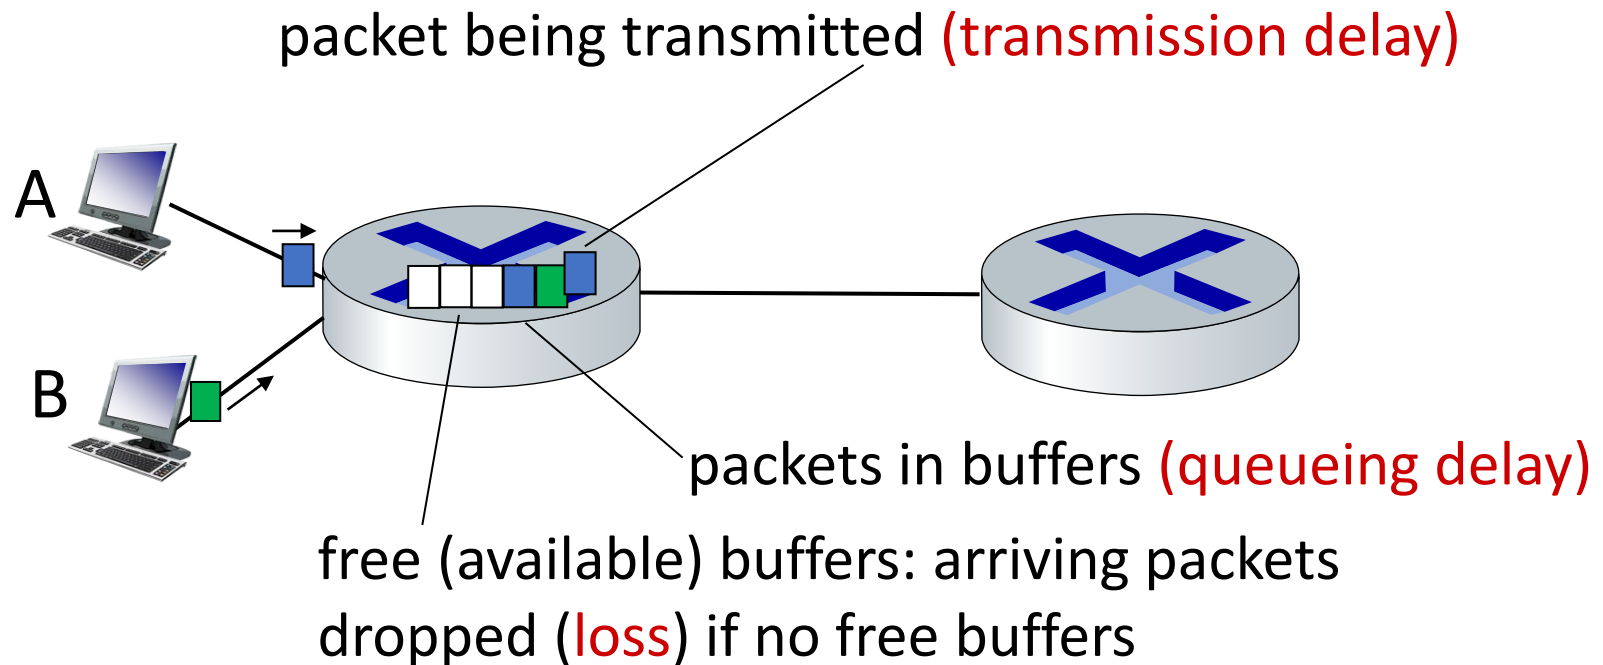 packet being transmitted (transmission delay)
A
B
packets in buffers (queueing delay)
free (available) buffers: arriving packets
dropped (loss) if no free buffers